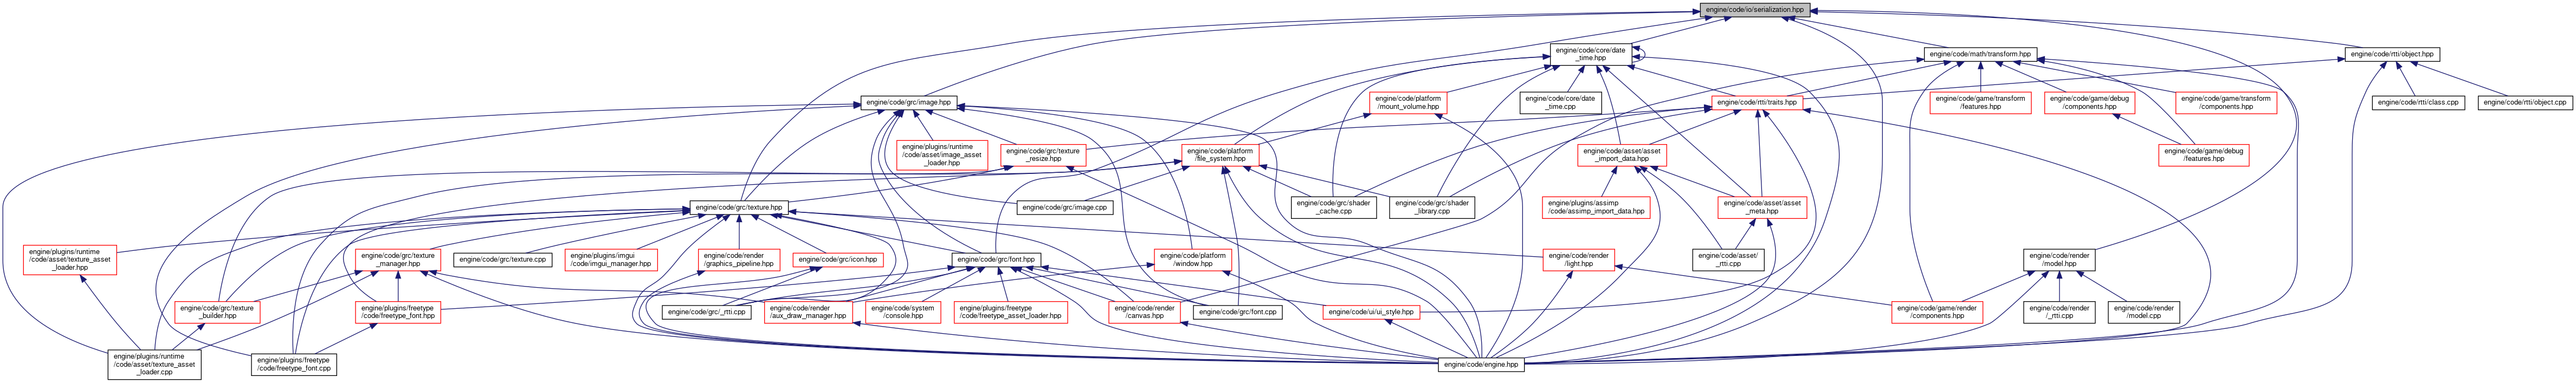 engine/code/io/serialization.hpp
engine/code/core/date
_time.hpp
engine/code/math/transform.hpp
engine/code/rtti/object.hpp
engine/code/grc/image.hpp
engine/code/platform
/mount_volume.hpp
engine/code/core/date
_time.cpp
engine/code/rtti/traits.hpp
engine/code/game/transform
/features.hpp
engine/code/game/debug
/components.hpp
engine/code/game/transform
/components.hpp
engine/code/rtti/class.cpp
engine/code/rtti/object.cpp
engine/plugins/runtime
/code/asset/image_asset
_loader.hpp
engine/code/grc/texture
_resize.hpp
engine/code/platform
/file_system.hpp
engine/code/asset/asset
_import_data.hpp
engine/code/game/debug
/features.hpp
engine/code/grc/texture.hpp
engine/code/grc/image.cpp
engine/code/grc/shader
_cache.cpp
engine/code/grc/shader
_library.cpp
engine/plugins/assimp
/code/assimp_import_data.hpp
engine/code/asset/asset
_meta.hpp
engine/plugins/runtime
/code/asset/texture_asset
_loader.hpp
engine/code/grc/texture
_manager.hpp
engine/code/grc/texture.cpp
engine/plugins/imgui
/code/imgui_manager.hpp
engine/code/render
/graphics_pipeline.hpp
engine/code/grc/icon.hpp
engine/code/grc/font.hpp
engine/code/platform
/window.hpp
engine/code/render
/light.hpp
engine/code/asset/
_rtti.cpp
engine/code/render
/model.hpp
engine/code/grc/texture
_builder.hpp
engine/plugins/freetype
/code/freetype_font.hpp
engine/code/grc/_rtti.cpp
engine/code/render
/aux_draw_manager.hpp
engine/code/system
/console.hpp
engine/plugins/freetype
/code/freetype_asset_loader.hpp
engine/code/render
/canvas.hpp
engine/code/grc/font.cpp
engine/code/ui/ui_style.hpp
engine/code/game/render
/components.hpp
engine/code/render
/_rtti.cpp
engine/code/render
/model.cpp
engine/plugins/runtime
/code/asset/texture_asset
_loader.cpp
engine/plugins/freetype
/code/freetype_font.cpp
engine/code/engine.hpp